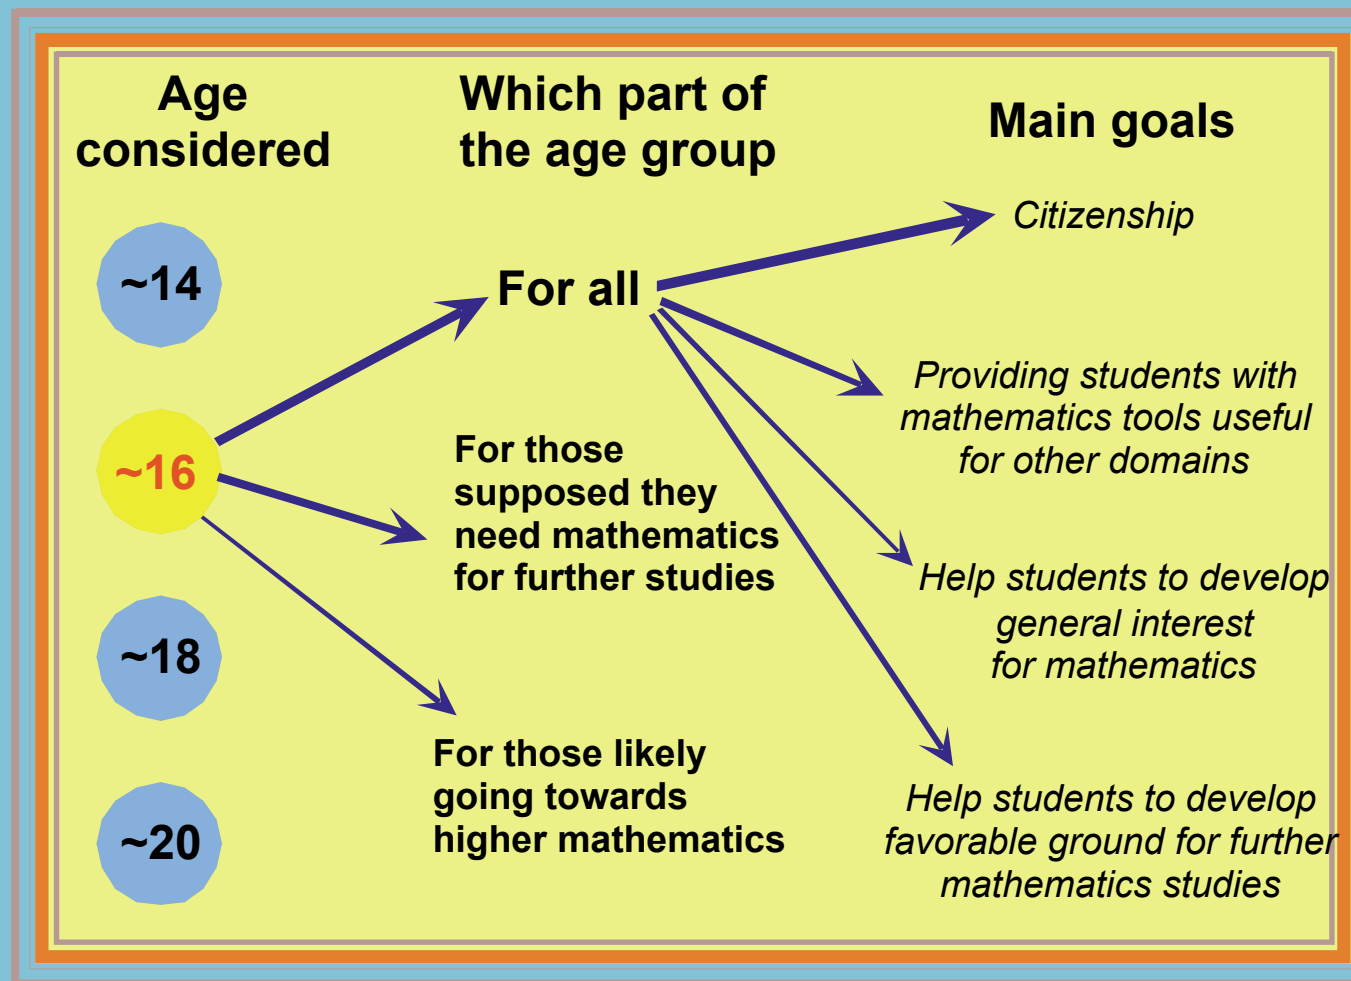 Age
considered
Which part of
the age group
Main goals
~14
~16
~18
~20
For all
For those
supposed they
need mathematics
for further studies
For those likely
going towards
higher mathematics
Citizenship
Providing students with
mathematics tools useful
for other domains
Help students to develop
general interest
for mathematics
Help students to develop
favorable ground for further
mathematics studies